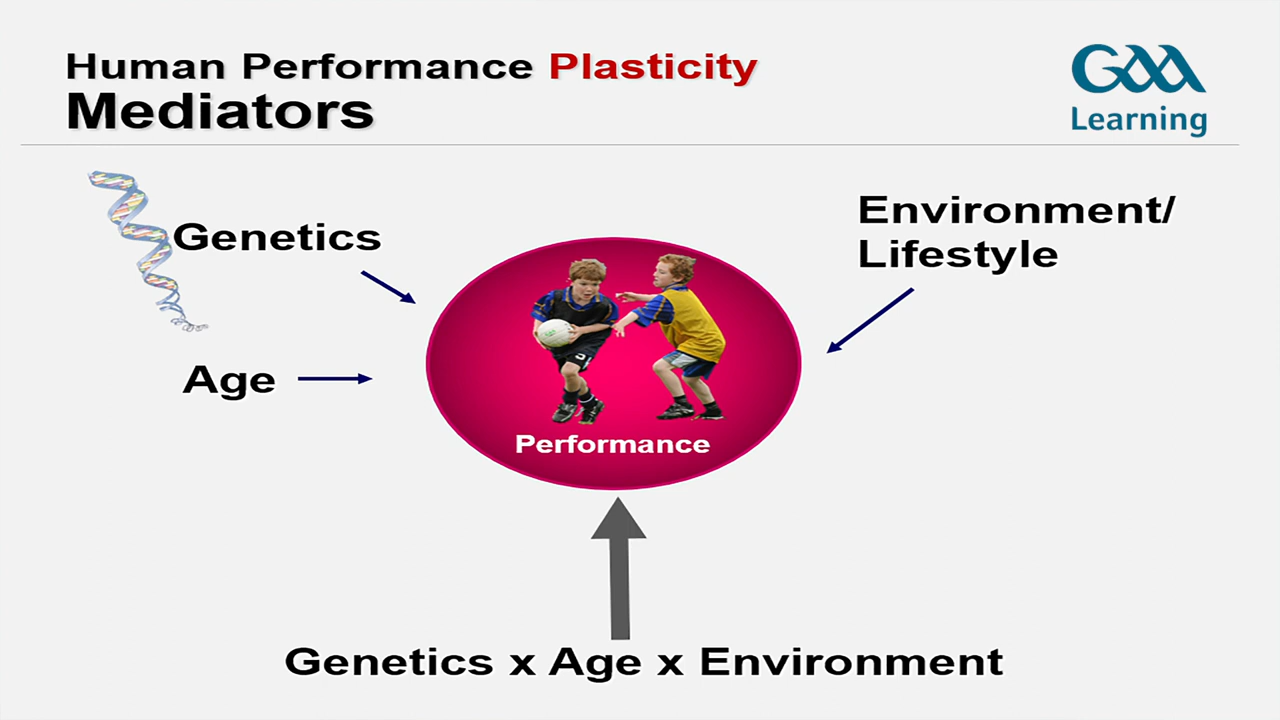 Human Performance Plasticity
Mediators
GAA
Learning
Genetics
Environment/
Lifestyle
Age
Performance
Genetics x Age x Environment